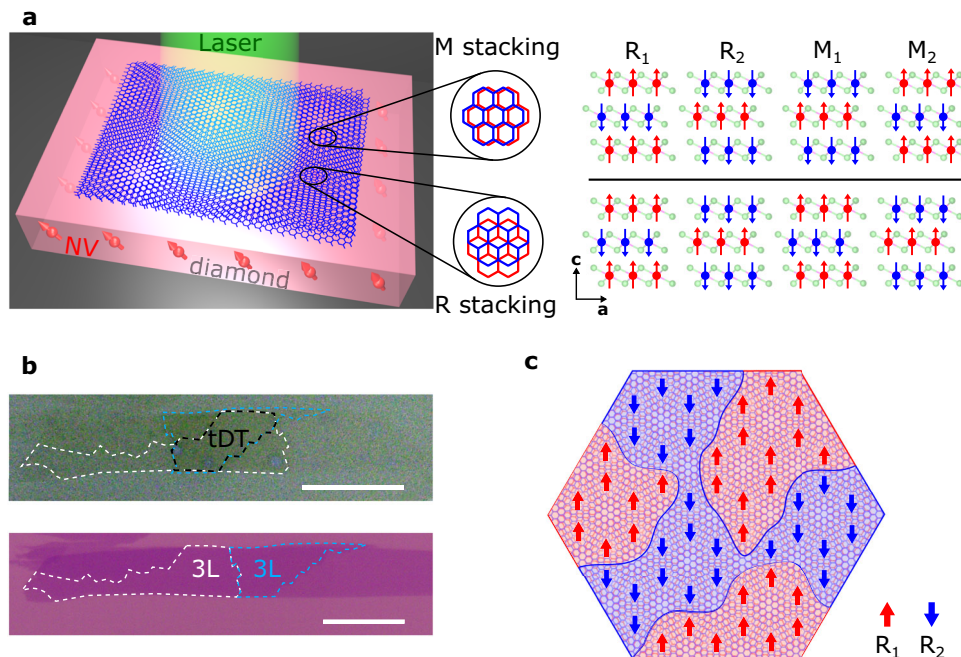 a
Laser
NV
diamond
M stacking
R stacking
R₁ R₂ M₁ M₂
c
a
b
tDT
3L 3L
c
R₁ R₂